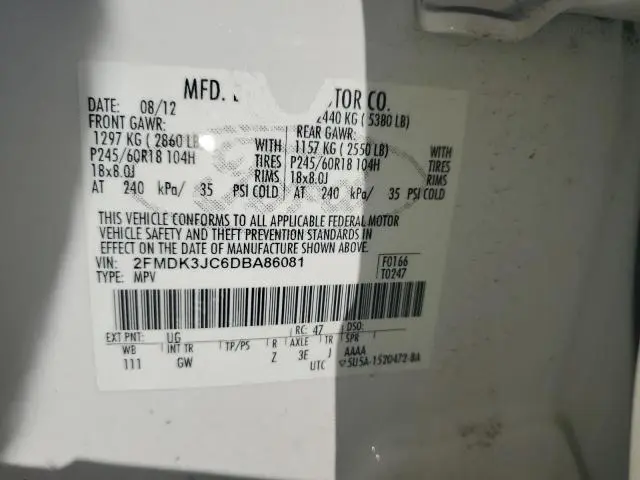 MFD. TOR CO.
DATE: 08/12
2440 KG ( 5380 LB)
FRONT GAWR:
REAR GAWR:
1297 KG ( 2860 LB WITH
1157 KG ( 2550 LB) WITH
P245/60R18 104H TIRES
P245/60R18 104H TIRES
18x8.0J RIMS
18x8.0J RIMS
AT 240 kPa/ 35 PSI COLD
AT 240 kPa/ 35 PSI COLD
THIS VEHICLE CONFORMS TO ALL APPLICABLE FEDERAL MOTOR
VEHICLE SAFETY AND THEFT PREVENTION STANDARDS IN
EFFECT ON THE DATE OF MANUFACTURE SHOWN ABOVE.
VIN: 2FMDK3JC6DBA86081 F0166
TYPE: MPV T0247
EXT PNT: UG RC: 47 DSO:
WB INT TR TP/PS R AXLE TR SPR
111 GW Z 3E J AAAA
UTC 5U5A-1520472-BA